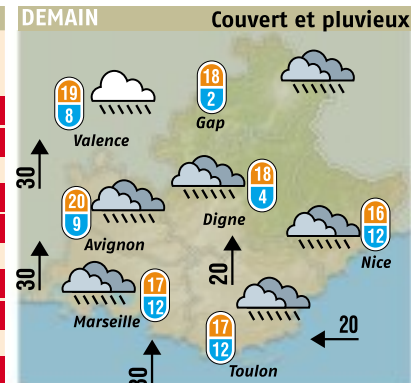 DEMAIN
Couvert et pluvieux
19
8
Valence
18
2
Gap
30
20
9
Avignon
18
4
Digne
16
12
Nice
30
17
12
Marseille
20
17
12
Toulon
20
30